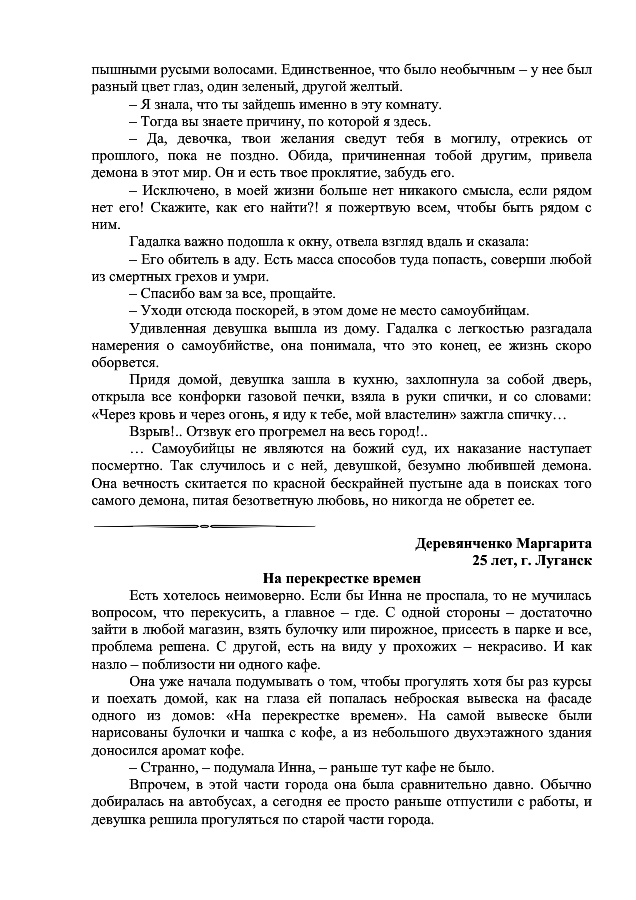 пышными русыми волосами. Единственное, что было необычным – у нее был
разный цвет глаз, один зеленый, другой желтый.
– Я знала, что ты зайдешь именно в эту комнату.
– Тогда вы знаете причину, по которой я здесь.
– Да, девочка, твои желания сведут тебя в могилу, отрекись от
прошлого, пока не поздно. Обида, причиненная тобой другим, привела
демона в этот мир. Он и есть твое проклятие, забудь его.
– Исключено, в моей жизни больше нет никакого смысла, если рядом
нет его! Скажите, как его найти?! я пожертвую всем, чтобы быть рядом с
ним.
Гадалка важно подошла к окну, отвела взгляд вдаль и сказала:
– Его обитель в аду. Есть масса способов туда попасть, соверши любой
из смертных грехов и умри.
– Спасибо вам за все, прощайте.
– Уходи отсюда поскорей, в этом доме не место самоубийцам.
Удивленная девушка вышла из дому. Гадалка с легкостью разгадала
намерения о самоубийстве, она понимала, что это конец, ее жизнь скоро
оборвется.
Придя домой, девушка зашла в кухню, захлопнула за собой дверь,
открыла все конфорки газовой печки, взяла в руки спички, и со словами:
«Через кровь и через огонь, я иду к тебе, мой властелин» зажгла спичку…
Взрыв!.. Отзвук его прогремел на весь город!..
… Самоубийцы не являются на божий суд, их наказание наступает
посмертно. Так случилось и с ней, девушкой, безумно любившей демона.
Она вечность скитается по красной бескрайней пустыне ада в поисках того
самого демона, питая безответную любовь, но никогда не обретет ее.
Деревянченко Маргарита
25 лет, г. Луганск
На перекрестке времен
Есть хотелось неимоверно. Если бы Инна не проспала, то не мучилась
вопросом, что перекусить, а главное – где. С одной стороны – достаточно
зайти в любой магазин, взять булочку или пирожное, присесть в парке и все,
проблема решена. С другой, есть на виду у прохожих – некрасиво. И как
назло – поблизости ни одного кафе.
Она уже начала подумывать о том, чтобы прогулять хотя бы раз курсы
и поехать домой, как на глаза ей попалась неброская вывеска на фасаде
одного из домов: «На перекрестке времен». На самой вывеске были
нарисованы булочки и чашка с кофе, а из небольшого двухэтажного здания
доносился аромат кофе.
– Странно, – подумала Инна, – раньше тут кафе не было.
Впрочем, в этой части города она была сравнительно давно. Обычно
добиралась на автобусах, а сегодня ее просто раньше отпустили с работы, и
девушка решила прогуляться по старой части города.